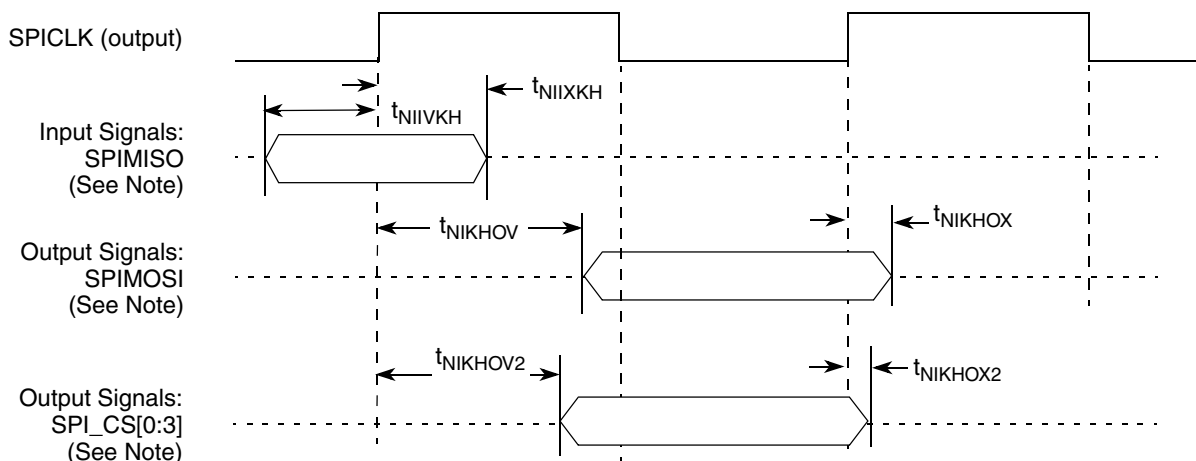 SPICLK (output)
tNIIXKH
tNIIVKH
Input Signals:
SPIMISO
(See Note)
tNIKHOV
tNIKHOX
Output Signals:
SPIMOSI
(See Note)
tNIKHOV2
tNIKHOX2
Output Signals:
SPI_CS[0:3]
(See Note)